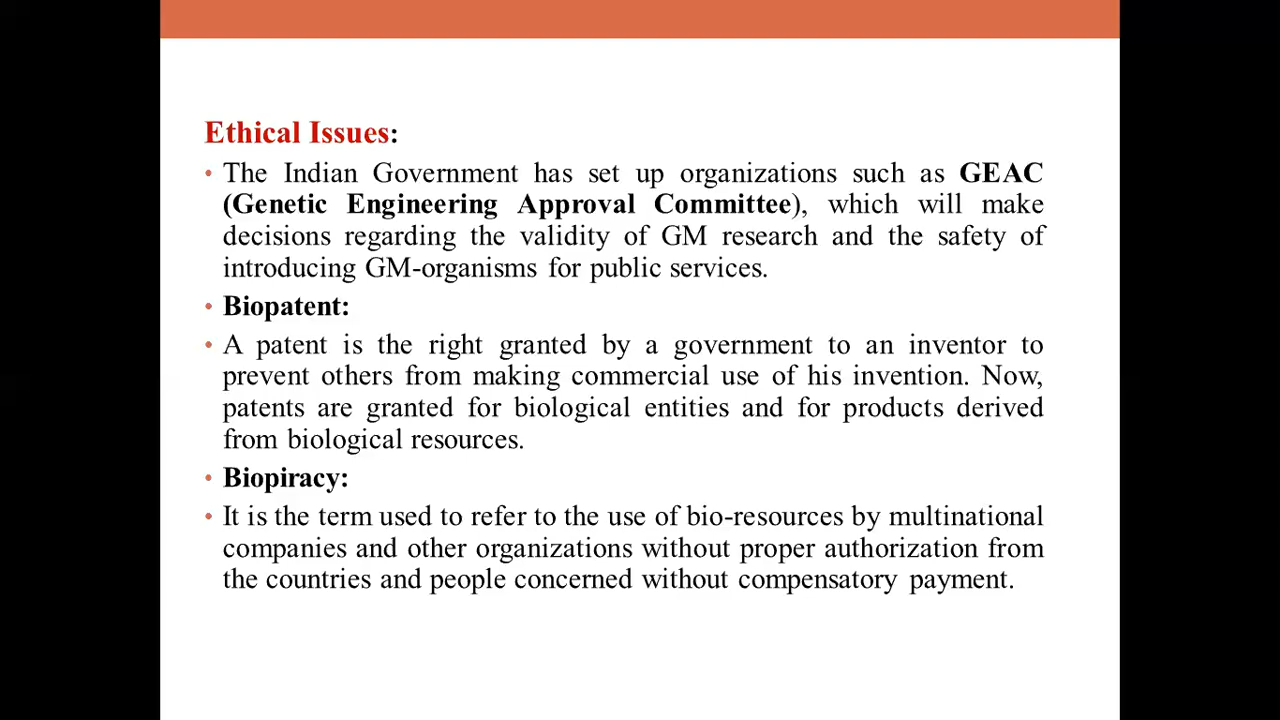 Ethical Issues:
• The Indian Government has set up organizations such as GEAC
(Genetic Engineering Approval Committee), which will make
decisions regarding the validity of GM research and the safety of
introducing GM-organisms for public services.
• Biopatent:
• A patent is the right granted by a government to an inventor to
prevent others from making commercial use of his invention. Now,
patents are granted for biological entities and for products derived
from biological resources.
• Biopiracy:
• It is the term used to refer to the use of bio-resources by multinational
companies and other organizations without proper authorization from
the countries and people concerned without compensatory payment.